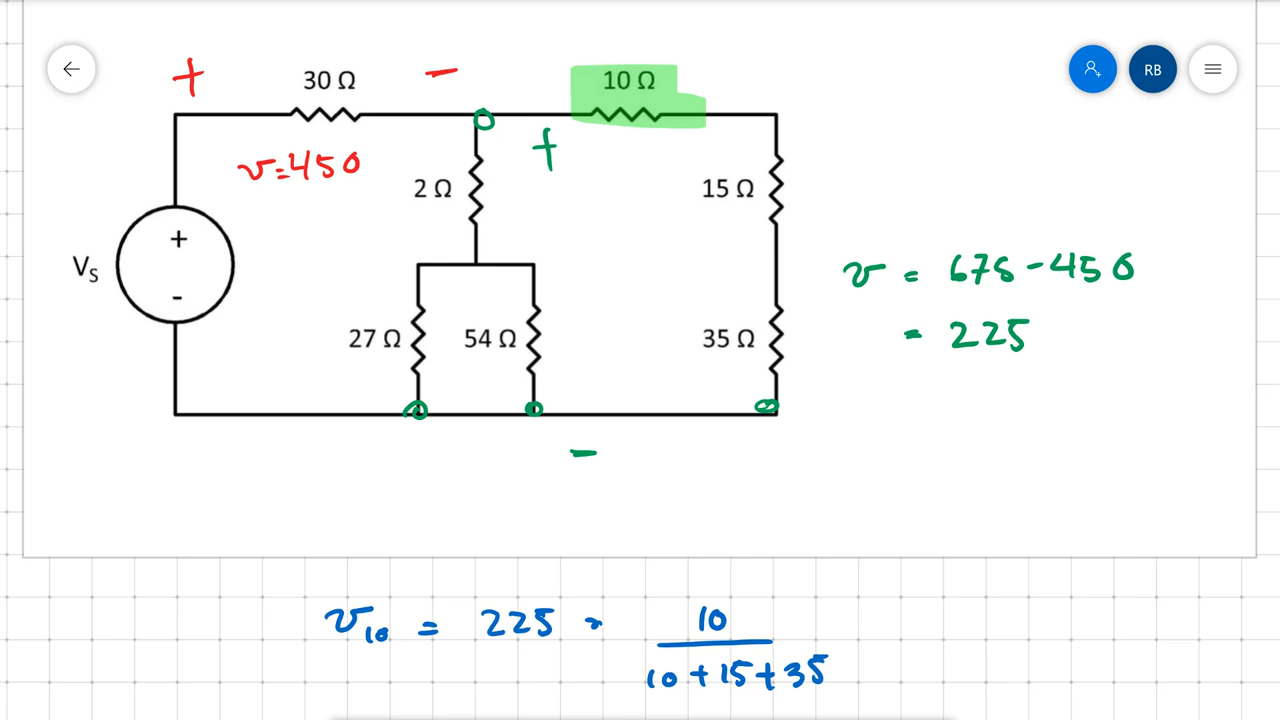 RB
+ −
30 Ω
10 Ω
v=450
+
2 Ω
15 Ω
+
-
VS
27 Ω
54 Ω
35 Ω
−
v = 675 - 450
= 225
v10 = 225 · 10
10 + 15 + 35